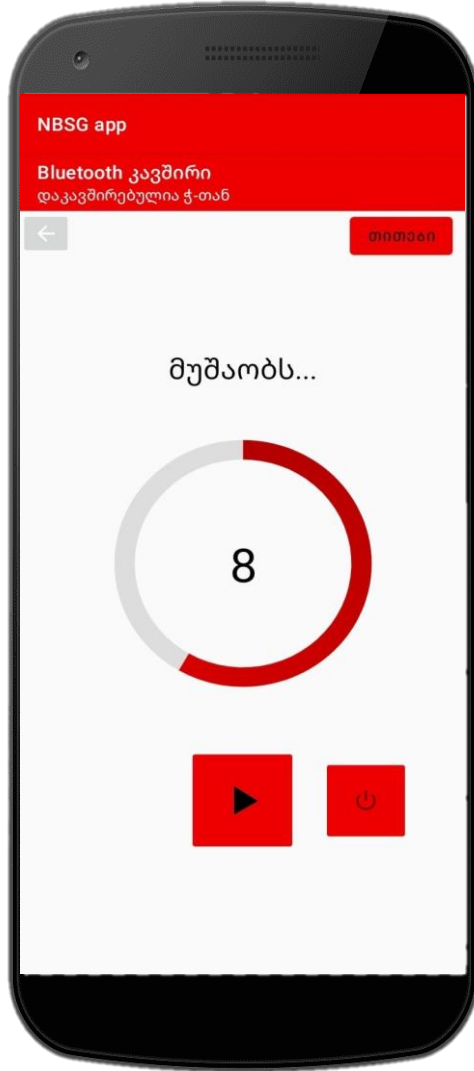 NBSG app
Bluetooth კავშირი
დაკავშირებულია ჭ-თან
თითები
მუშაობს...
8